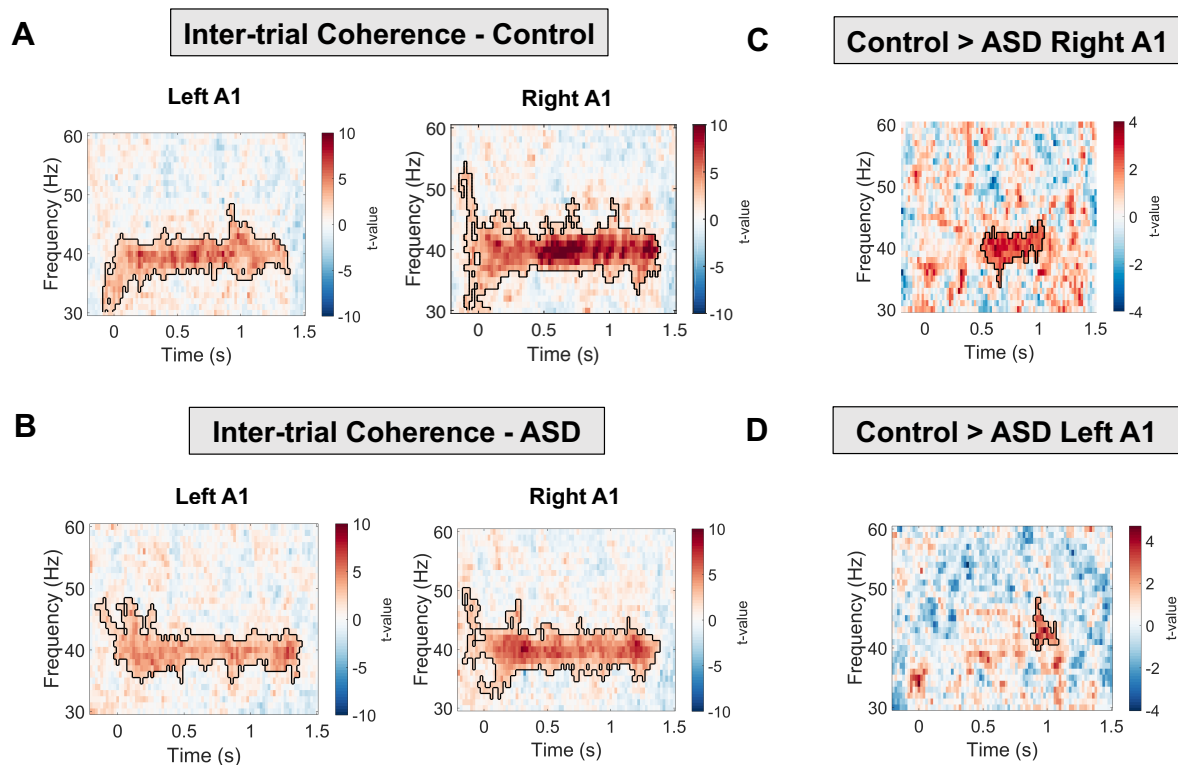 A
Inter-trial Coherence - Control
Left A1
60
50
40
30
Frequency (Hz)
0 0.5 1 1.5
Time (s)
10
5
0
-5
-10
t-value
Right A1
60
50
40
30
Frequency (Hz)
0 0.5 1 1.5
Time (s)
10
5
0
-5
-10
t-value
C
Control > ASD Right A1
60
50
40
30
Frequency (Hz)
0 0.5 1 1.5
Time (s)
4
2
0
-2
-4
t-value
B
Inter-trial Coherence - ASD
Left A1
60
50
40
30
Frequency (Hz)
0 0.5 1 1.5
Time (s)
10
5
0
-5
-10
t-value
Right A1
60
50
40
30
Frequency (Hz)
0 0.5 1 1.5
Time (s)
10
5
0
-5
-10
t-value
D
Control > ASD Left A1
60
50
40
30
Frequency (Hz)
0 0.5 1 1.5
Time (s)
4
2
0
-2
-4
t-value